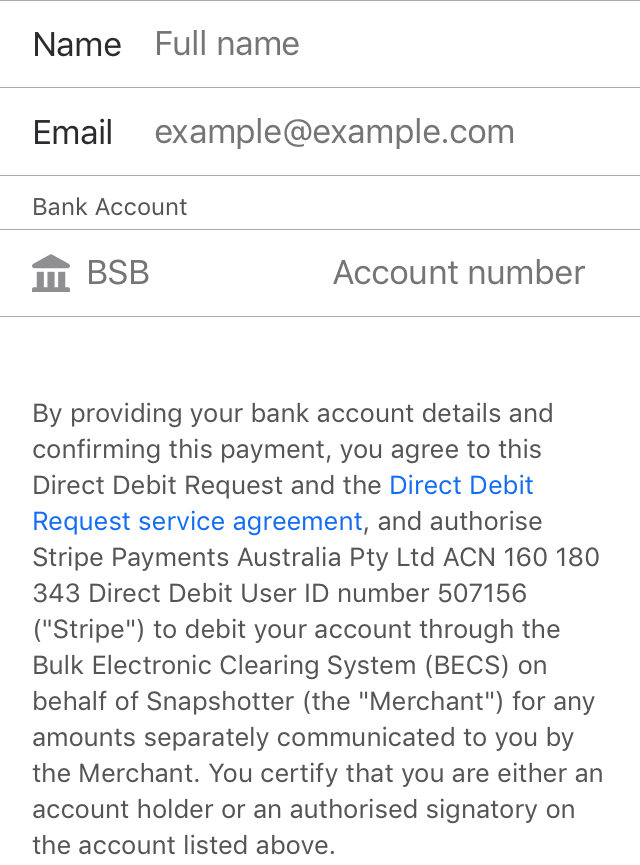 Name Full name
Email example@example.com
Bank Account
BSB Account number
By providing your bank account details and
confirming this payment, you agree to this
Direct Debit Request and the Direct Debit
Request service agreement, and authorise
Stripe Payments Australia Pty Ltd ACN 160 180
343 Direct Debit User ID number 507156
("Stripe") to debit your account through the
Bulk Electronic Clearing System (BECS) on
behalf of Snapshotter (the "Merchant") for any
amounts separately communicated to you by
the Merchant. You certify that you are either an
account holder or an authorised signatory on
the account listed above.